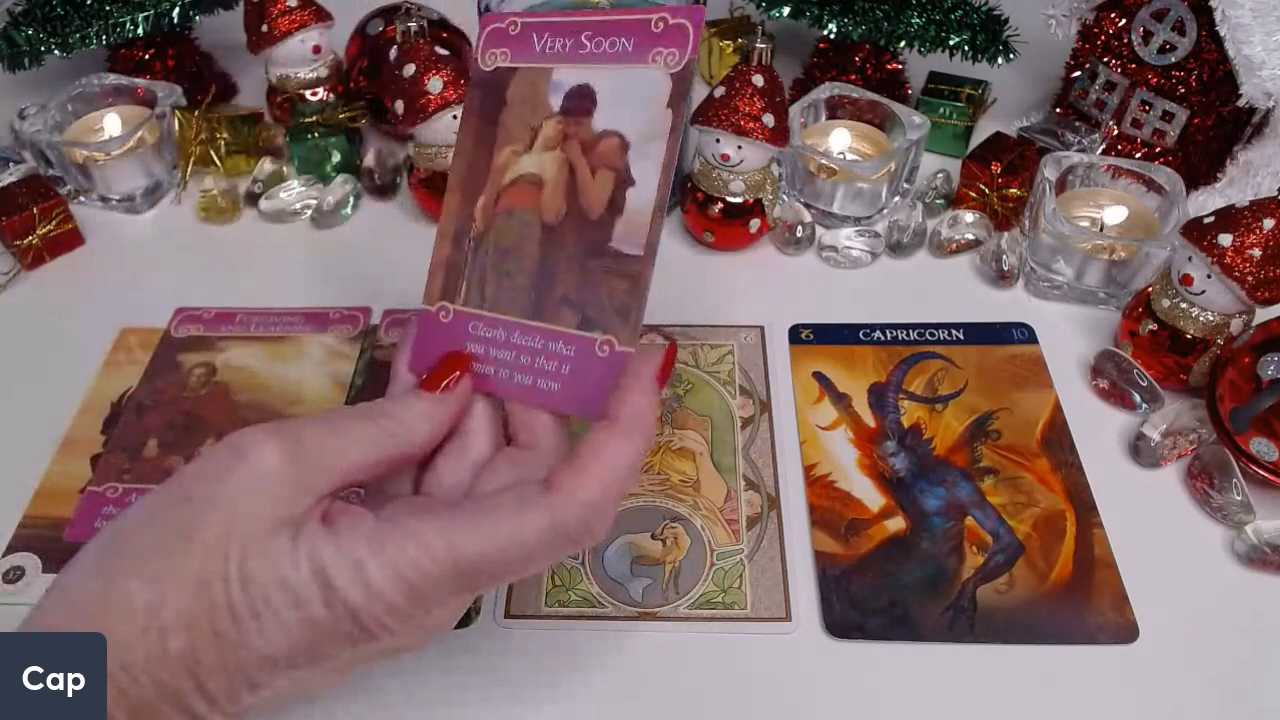 VERY SOON
Clearly decide what
you want so that it
comes to you now
FORGIVING
AND LEARNING
CAPRICORN 10
37
Cap